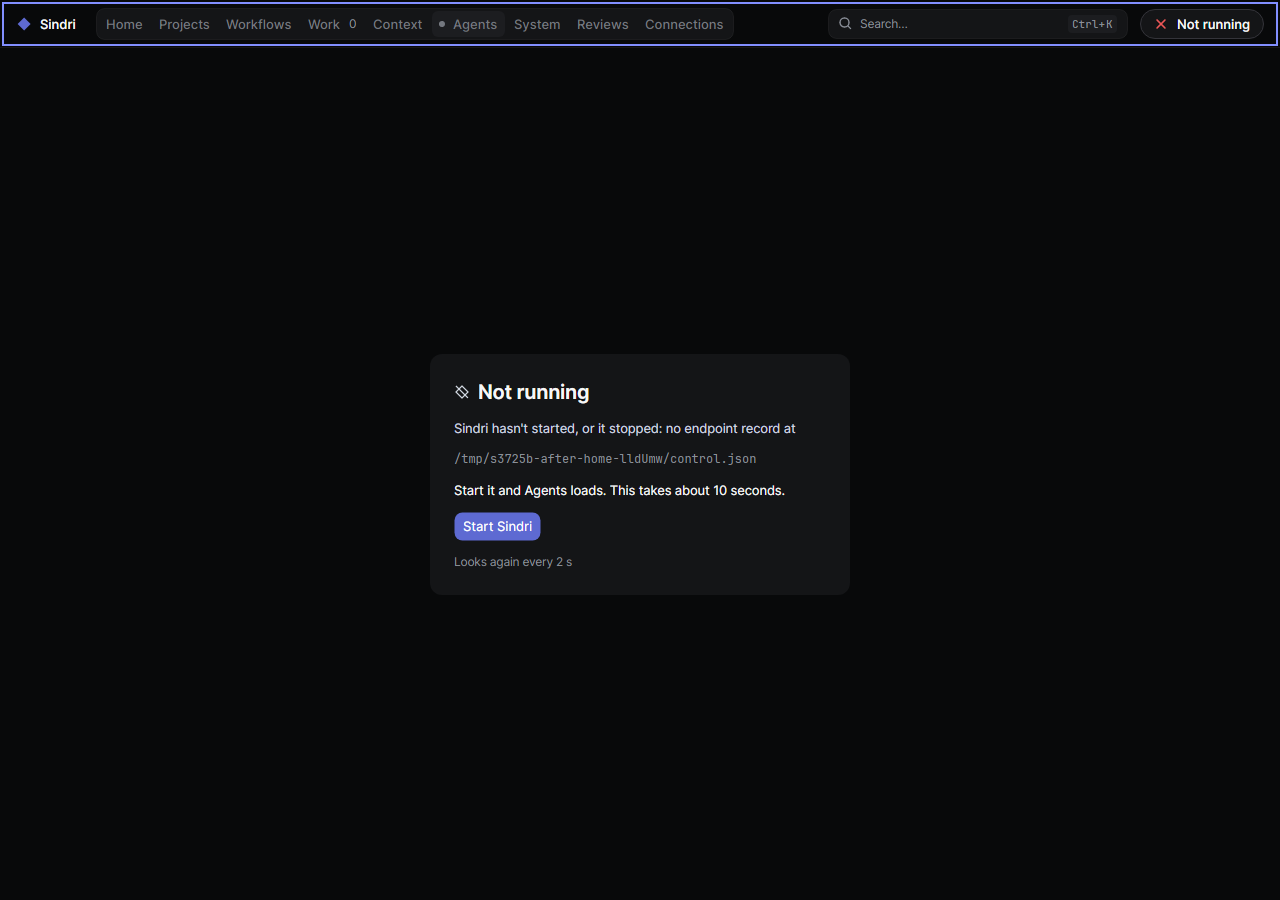 Sindri Home Projects Workflows Work 0 Context Agents System Reviews Connections Search... Ctrl+K Not running
Not running
Sindri hasn't started, or it stopped: no endpoint record at
/tmp/s3725b-after-home-lldUmw/control.json
Start it and Agents loads. This takes about 10 seconds.
Start Sindri
Looks again every 2 s